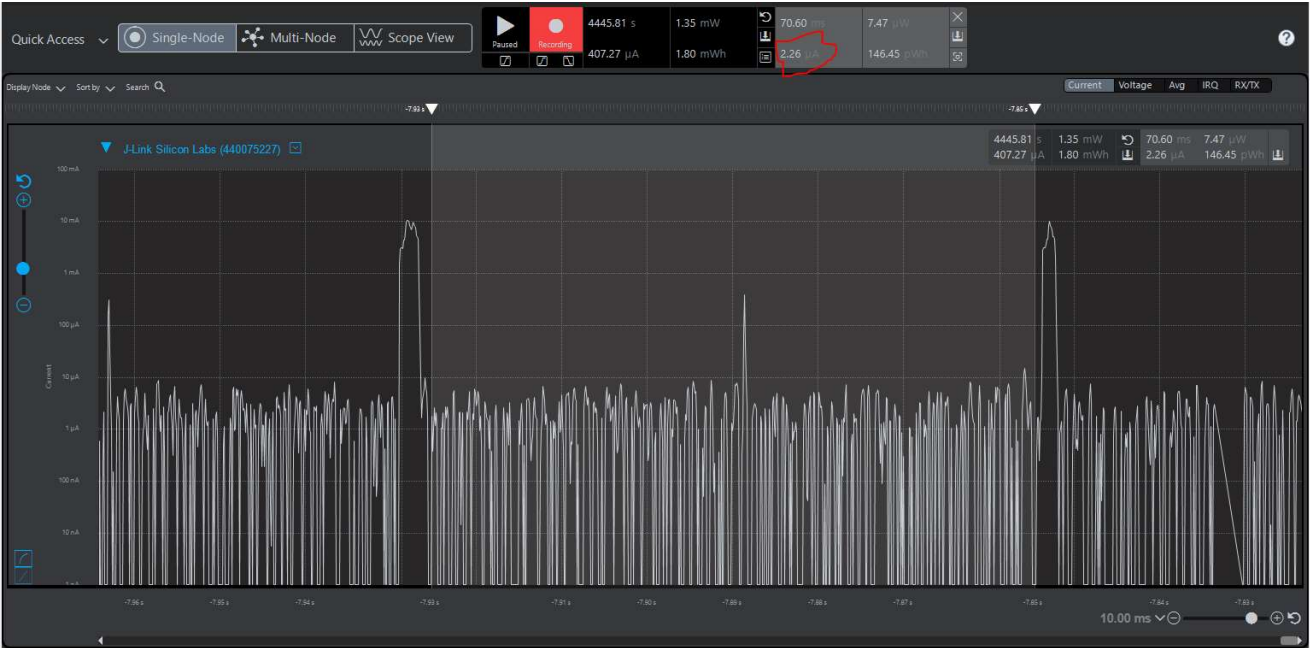 4445.81 s 1.35 mW 70.60 ms 7.47 µW
Quick Access Single-Node Multi-Node Scope View Paused Recording
407.27 µA 1.80 mWh 2.26 µA 146.45 pWh
?
Display Node Sort by Search Current Voltage Avg IRQ RX/TX
-7.93 s -7.85 s
J-Link Silicon Labs (440075227) 4445.81 s 1.35 mW 70.60 ms 7.47 µW
407.27 µA 1.80 mWh 2.26 µA 146.45 pWh
100 mA
10 mA
1 mA
100 µA
Current
10 µA
1 µA
100 nA
10 nA
1 nA
-7.96 s -7.95 s -7.94 s -7.93 s -7.91 s -7.90 s -7.89 s -7.88 s -7.87 s -7.85 s -7.84 s -7.83 s
10.00 ms